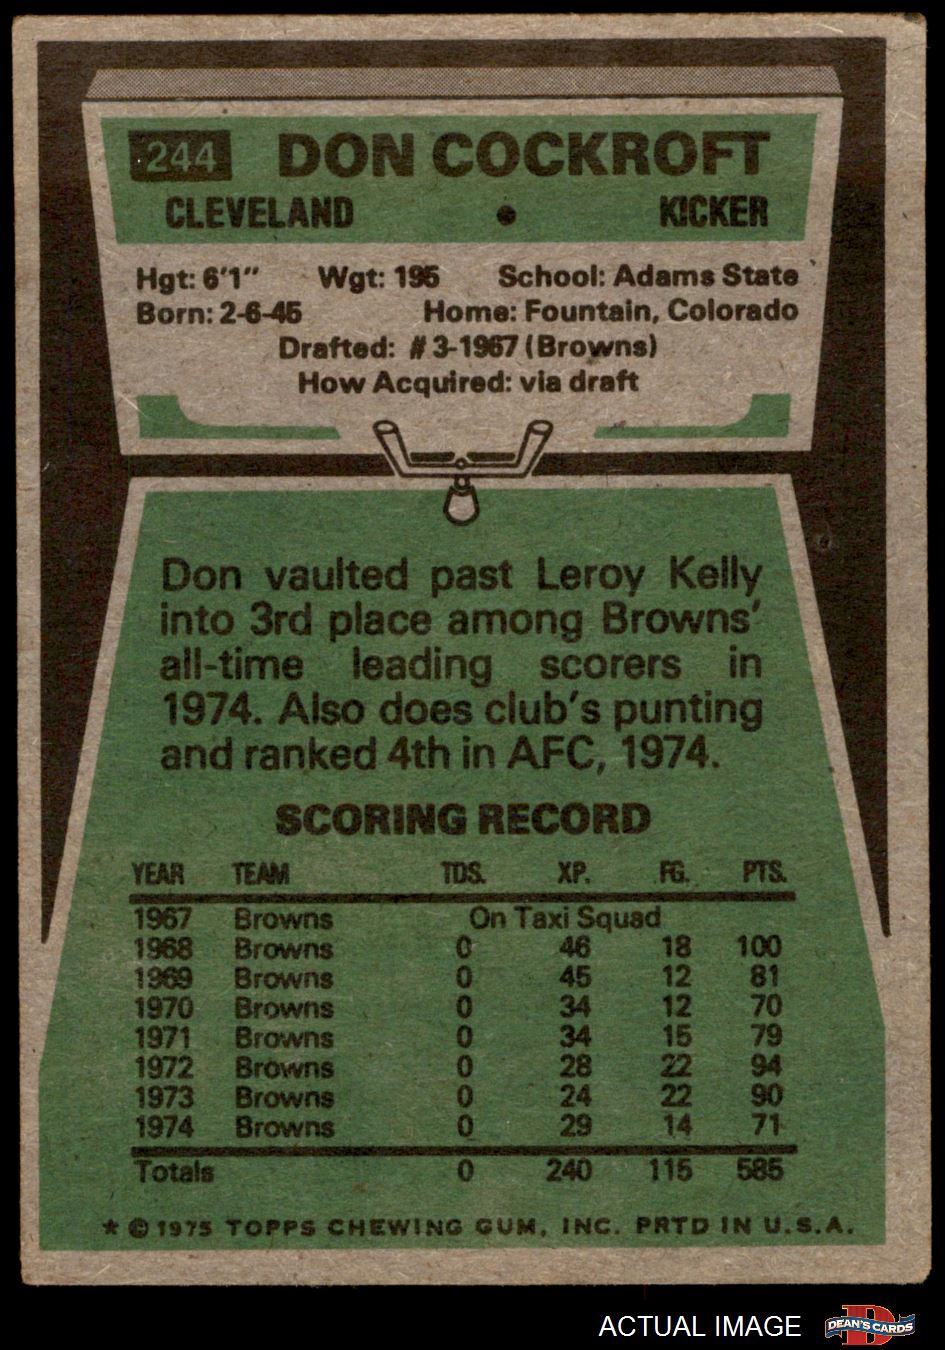 244 DON COCKROFT
CLEVELAND • KICKER
Hgt: 6'1" Wgt: 195 School: Adams State
Born: 2-6-45 Home: Fountain, Colorado
Drafted: #3-1967 (Browns)
How Acquired: via draft
Don vaulted past Leroy Kelly
into 3rd place among Browns'
all-time leading scorers in
1974. Also does club's punting
and ranked 4th in AFC, 1974.
SCORING RECORD
YEAR TEAM TDS. XP. FG. PTS.
1967 Browns On Taxi Squad
1968 Browns 0 46 18 100
1969 Browns 0 45 12 81
1970 Browns 0 34 12 70
1971 Browns 0 34 15 79
1972 Browns 0 28 22 94
1973 Browns 0 24 22 90
1974 Browns 0 29 14 71
Totals 0 240 115 585
★ © 1975 TOPPS CHEWING GUM, INC. PRTD IN U.S.A.
ACTUAL IMAGE D DEAN'S CARDS